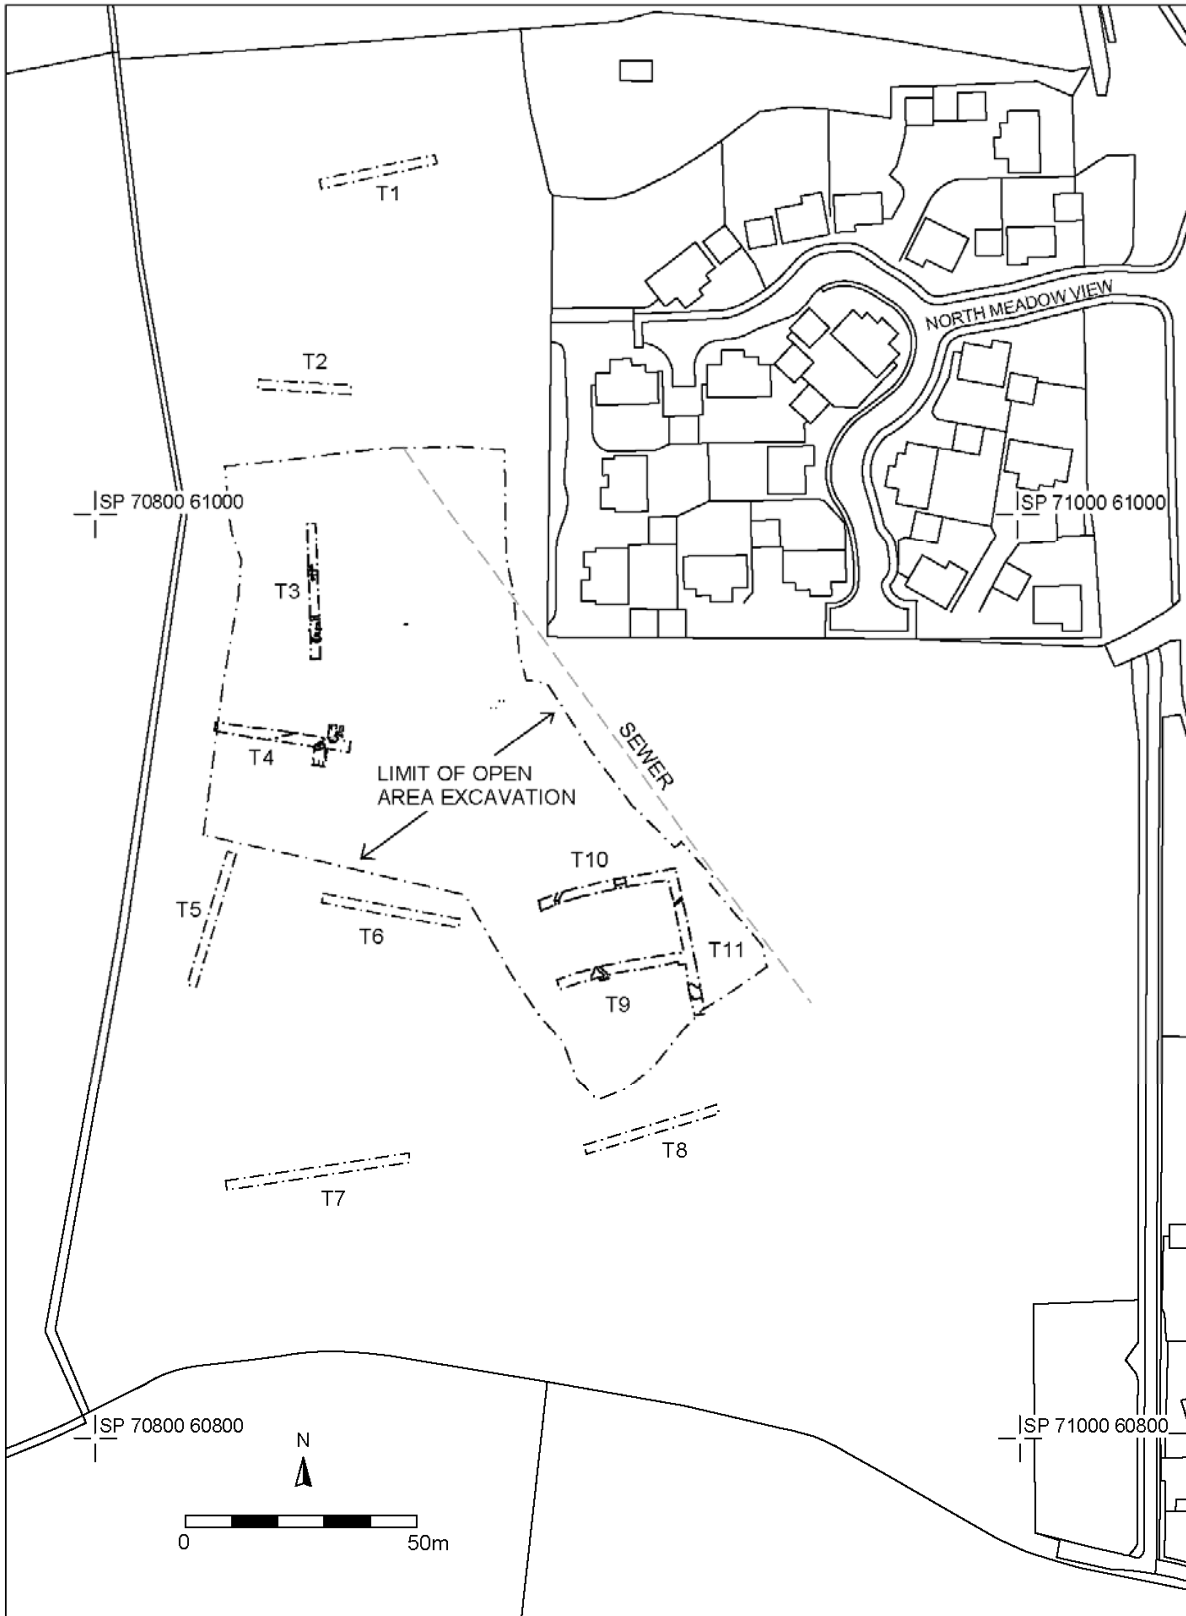 T1
NORTH MEADOW VIEW
T2
SP 70800 61000
SP 71000 61000
T3
SEWER
T4
LIMIT OF OPEN
AREA EXCAVATION
T10
T5
T6
T11
T9
T8
T7
SP 70800 60800
SP 71000 60800
N
0
50m